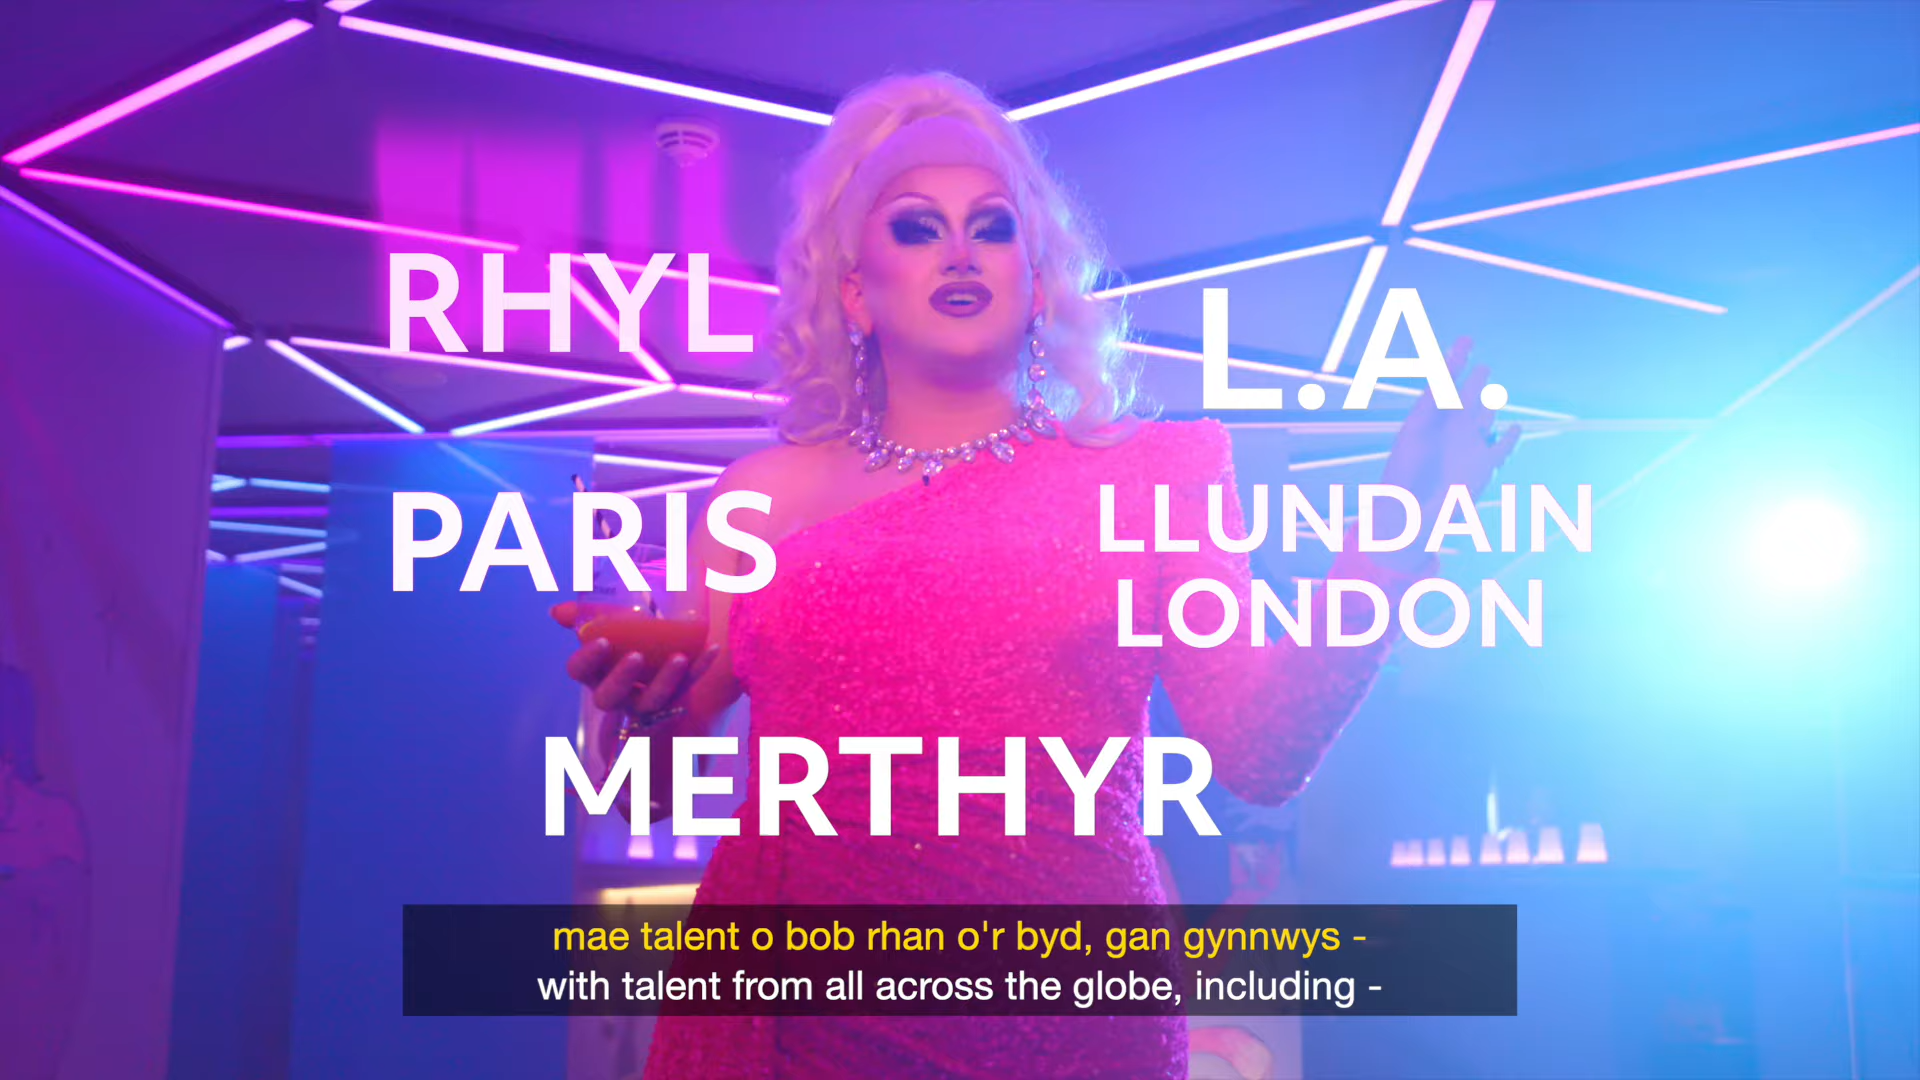 RHYL
L.A.
PARIS
LLUNDAIN
LONDON
MERTHYR
mae talent o bob rhan o'r byd, gan gynnwys -
with talent from all across the globe, including -